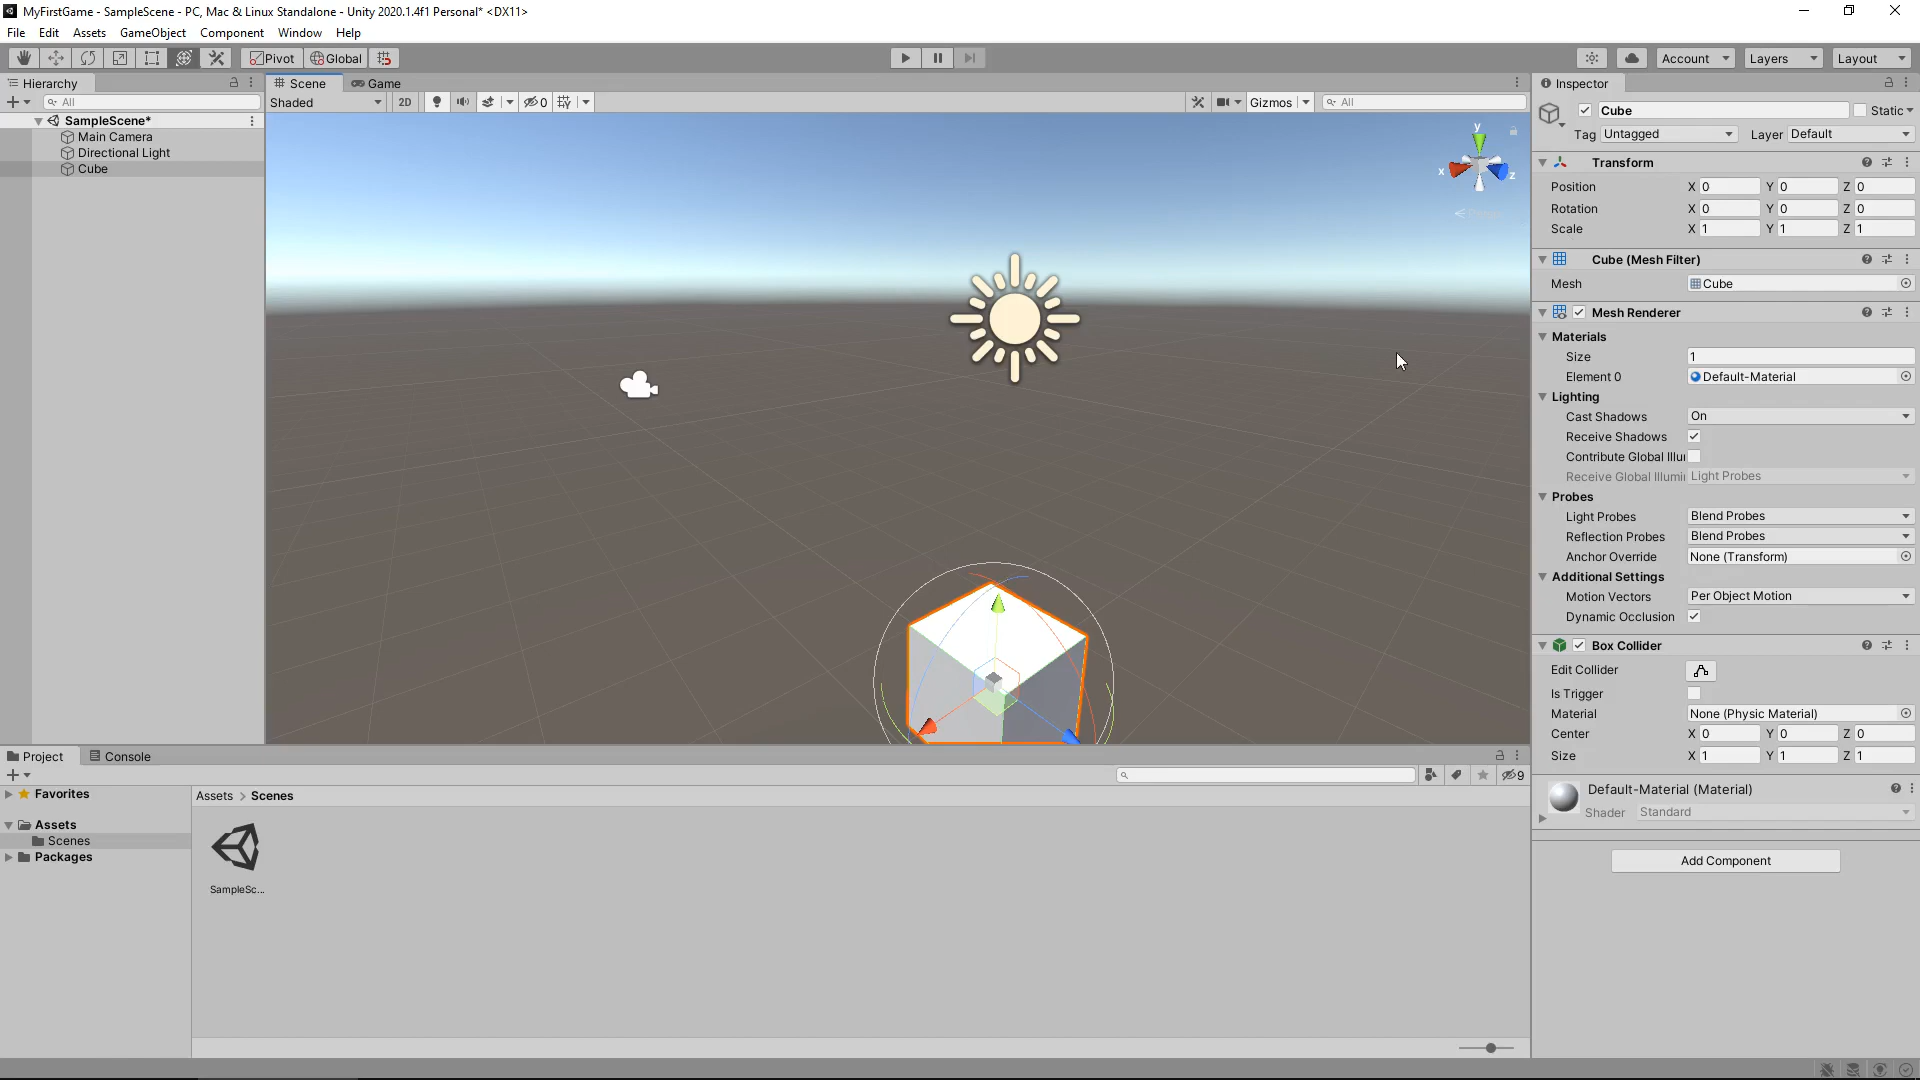 MyFirstGame - SampleScene - PC, Mac & Linux Standalone - Unity 2020.1.4f1 Personal* <DX11>
File Edit Assets GameObject Component Window Help
Pivot Global Account Layers Layout
Hierarchy Scene Game Inspector
All Shaded 2D 0 Gizmos All
Cube Static
SampleScene*
Main Camera
Directional Light
Cube
y
x
z
Tag Untagged Layer Default
Transform
Position X 0 Y 0 Z 0
Rotation X 0 Y 0 Z 0
Scale X 1 Y 1 Z 1
Cube (Mesh Filter)
Mesh Cube
Mesh Renderer
Materials
Size 1
Element 0 Default-Material
Lighting
Cast Shadows On
Receive Shadows
Contribute Global Illu
Receive Global Illumi Light Probes
Probes
Light Probes Blend Probes
Reflection Probes Blend Probes
Anchor Override None (Transform)
Additional Settings
Motion Vectors Per Object Motion
Dynamic Occlusion
Box Collider
Edit Collider
Is Trigger
Material None (Physic Material)
Center X 0 Y 0 Z 0
Size X 1 Y 1 Z 1
Default-Material (Material)
Shader Standard
Add Component
Project Console
9
Favorites
Assets
Scenes
Packages
Assets > Scenes
SampleSc...